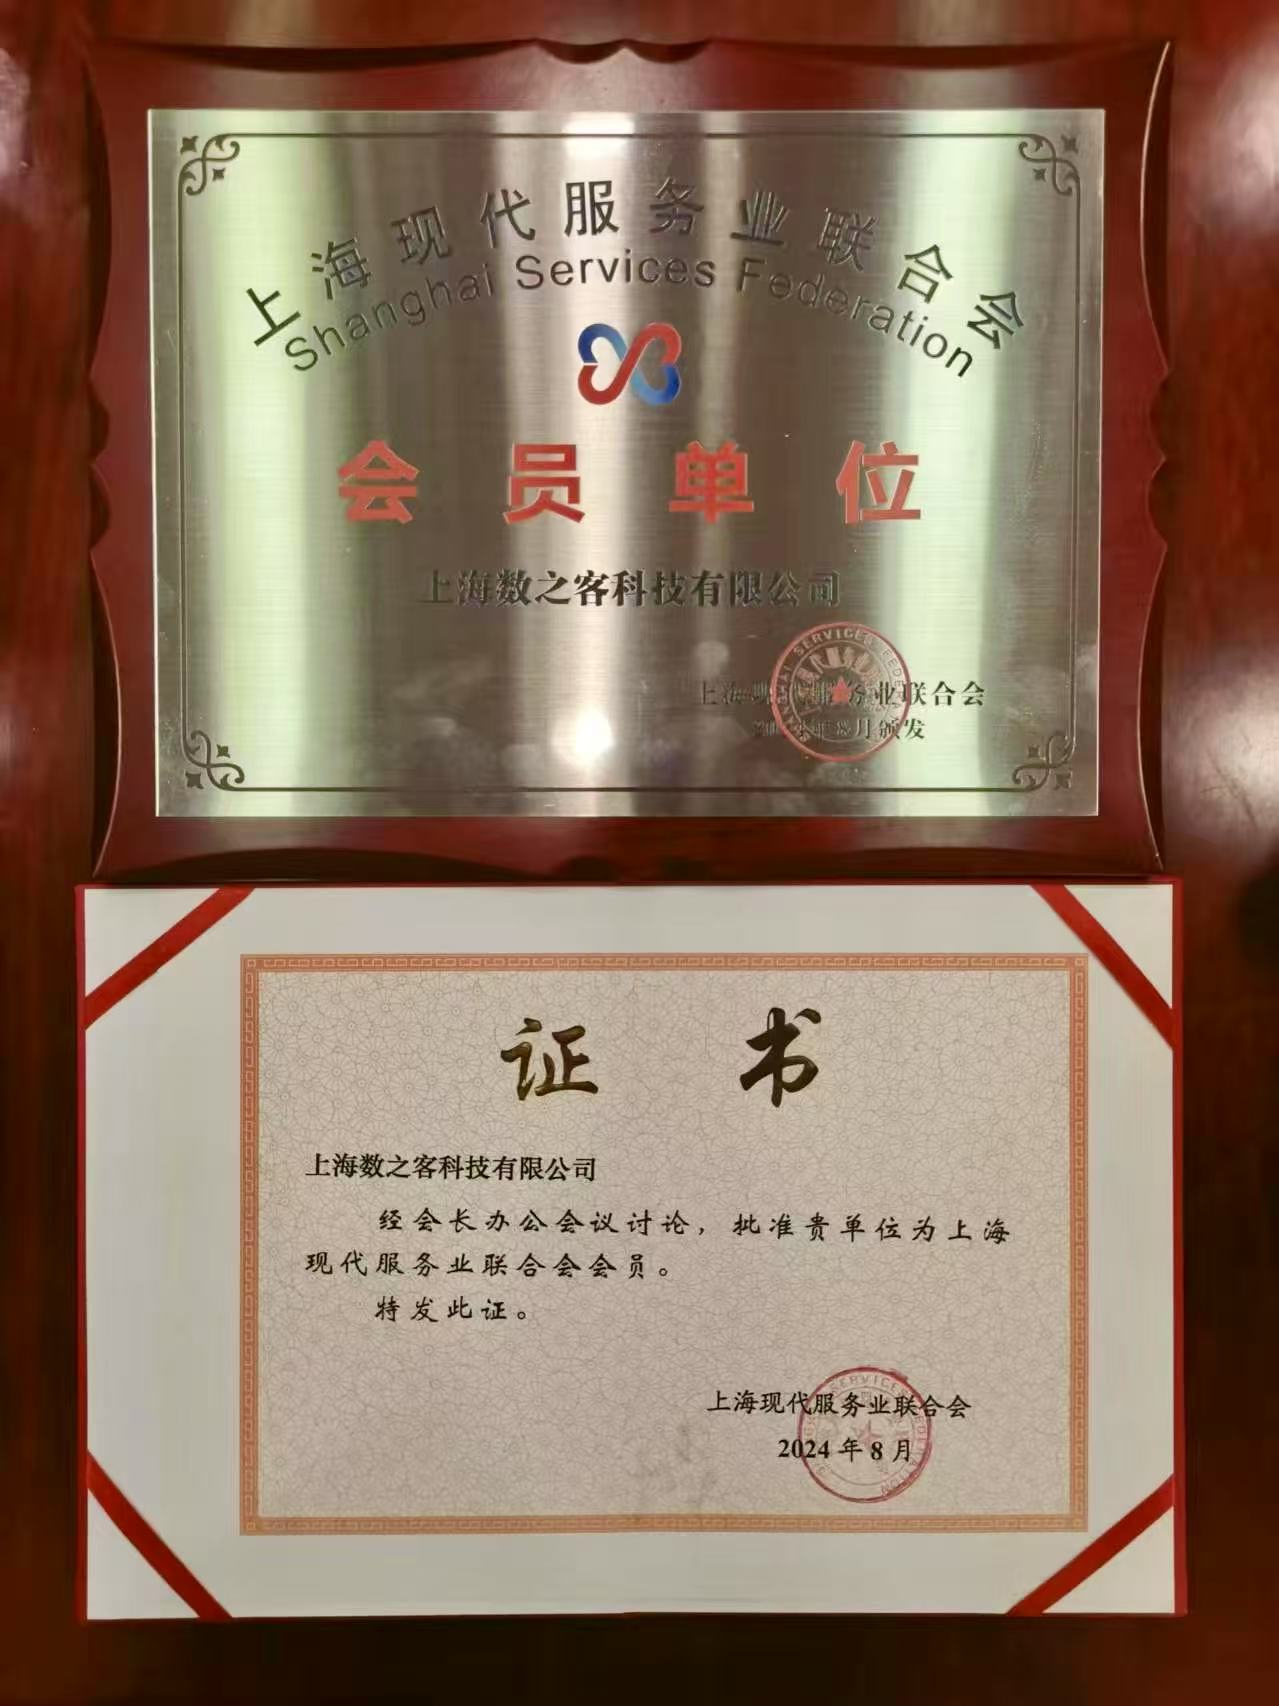 上海现代服务业联合会
Shanghai Services Federation
会员单位
上海数之客科技有限公司
上海现代服务业联合会
8月颁发
证书
上海数之客科技有限公司
经会长办公会议讨论，批准贵单位为上海
现代服务业联合会会员。
特发此证。
上海现代服务业联合会
2024年8月